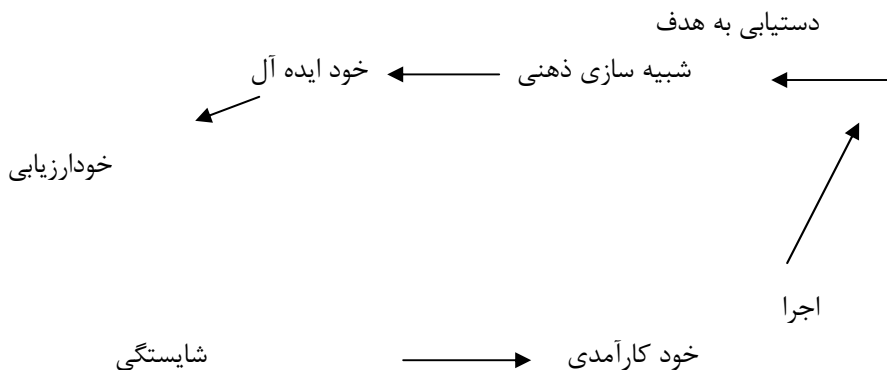 دستیابی به هدف
شبیه سازی ذهنی
خود ایده آل
خودارزیابی
اجرا
خود کارآمدی
شایستگی